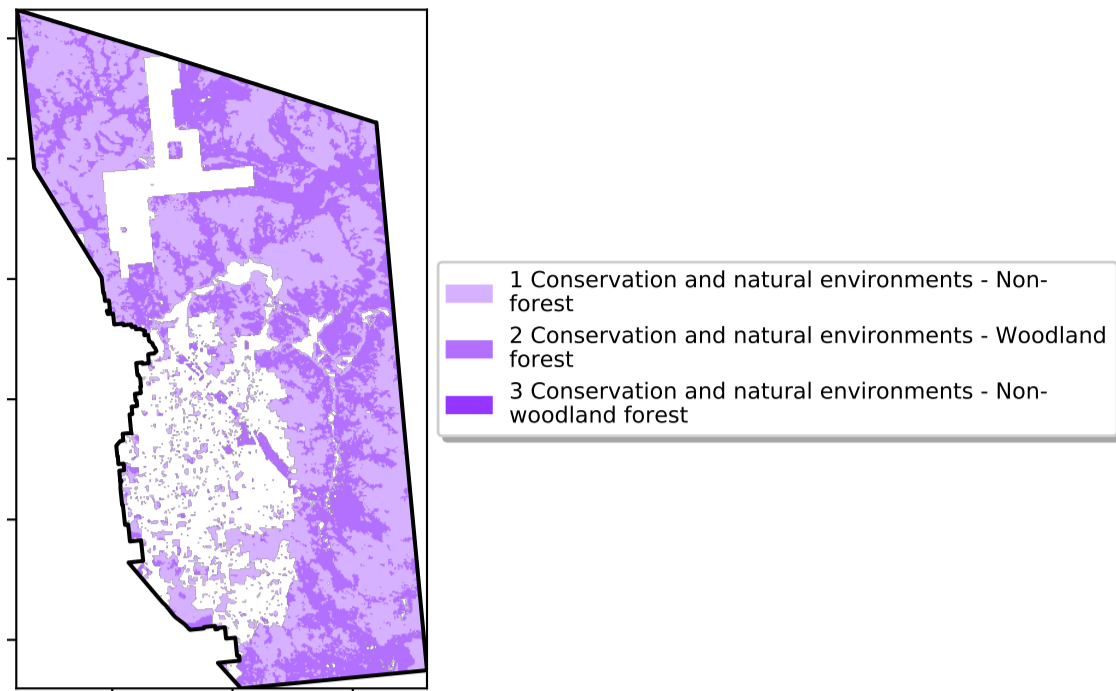 1 Conservation and natural environments - Non-
forest
2 Conservation and natural environments - Woodland
forest
3 Conservation and natural environments - Non-
woodland forest